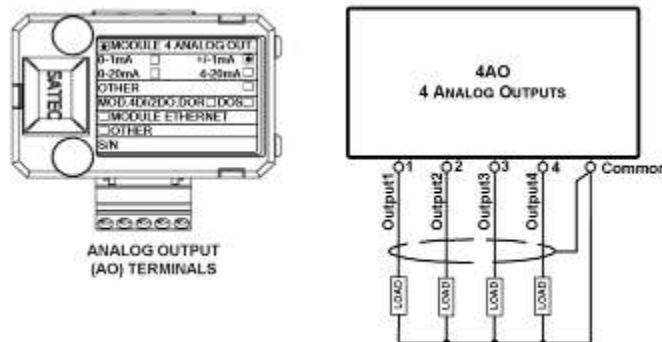 MODULE 4 ANALOG OUT
0-1mA +/-1mA
0-20mA 4-20mA
OTHER
MOD.4DI/2DO:DOR DOS
MODULE ETHERNET
OTHER
S/N
SATEC
ANALOG OUTPUT
(AO) TERMINALS
4AO
4 ANALOG OUTPUTS
1 2 3 4 Common
Output1 Output2 Output3 Output4
LOAD LOAD LOAD LOAD